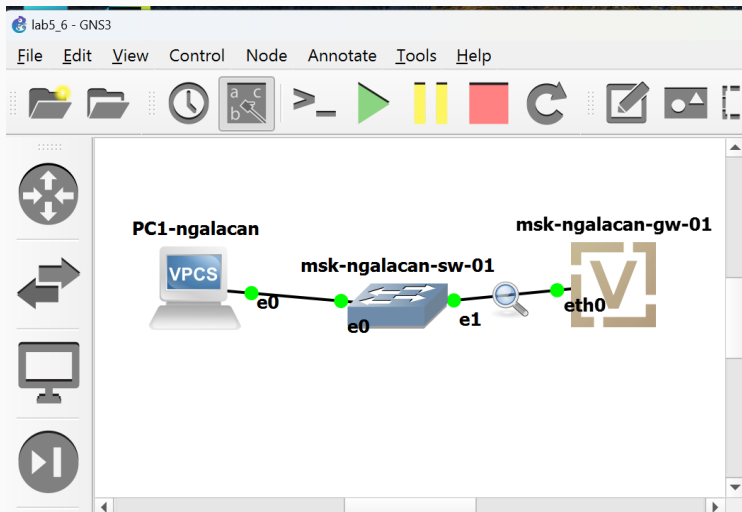 lab5_6 - GNS3
File Edit View Control Node Annotate Tools Help
a c
b
>_
PC1-ngalacan
msk-ngalacan-gw-01
VPCS
msk-ngalacan-sw-01
V
e0
e0
e1
eth0